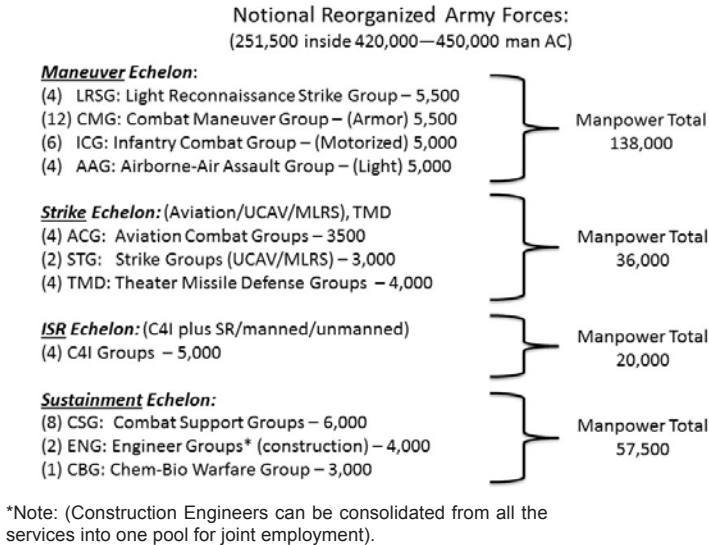 Notional Reorganized Army Forces:
(251,500 inside 420,000—450,000 man AC)
Maneuver Echelon:
(4) LRSG: Light Reconnaissance Strike Group – 5,500
(12) CMG: Combat Maneuver Group – (Armor) 5,500
(6) ICG: Infantry Combat Group – (Motorized) 5,000
(4) AAG: Airborne-Air Assault Group – (Light) 5,000
Manpower Total
138,000
Strike Echelon: (Aviation/UCAV/MLRS), TMD
(4) ACG: Aviation Combat Groups – 3500
(2) STG: Strike Groups (UCAV/MLRS) – 3,000
(4) TMD: Theater Missile Defense Groups – 4,000
Manpower Total
36,000
ISR Echelon: (C4I plus SR/manned/unmanned)
(4) C4I Groups – 5,000
Manpower Total
20,000
Sustainment Echelon:
(8) CSG: Combat Support Groups – 6,000
(2) ENG: Engineer Groups* (construction) – 4,000
(1) CBG: Chem-Bio Warfare Group – 3,000
Manpower Total
57,500
*Note: (Construction Engineers can be consolidated from all the
services into one pool for joint employment).